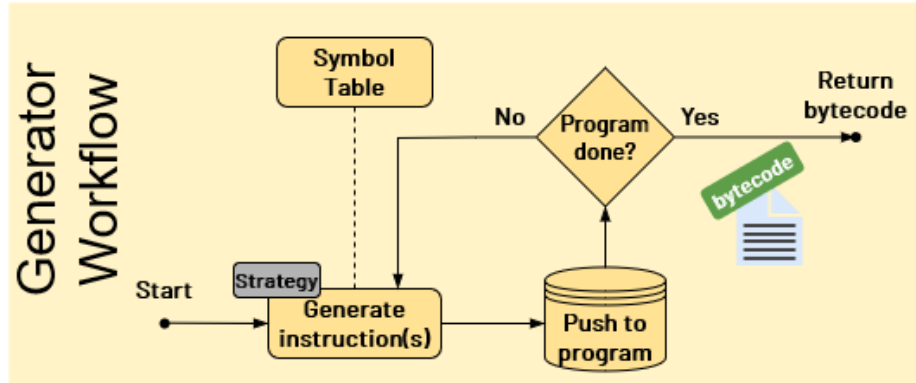 Generator
Workflow
Symbol
Table
Program
done?
No
Yes
Return
bytecode
bytecode
Start
Strategy
Generate
instruction(s)
Push to
program